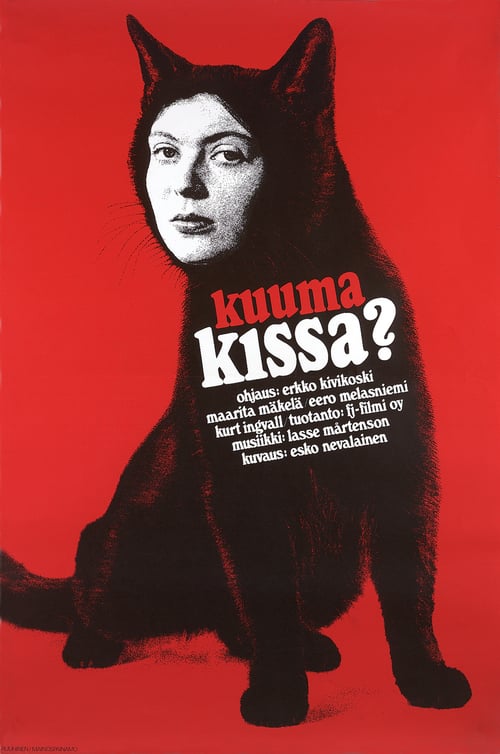 kuuma
kissa?
ohjaus: erkko kivikoski
maarita mäkelä/eero melasniemi
kurt ingvall/tuotanto: fj-filmi oy
musiikki: lasse mårtenson
kuvaus: esko nevalainen